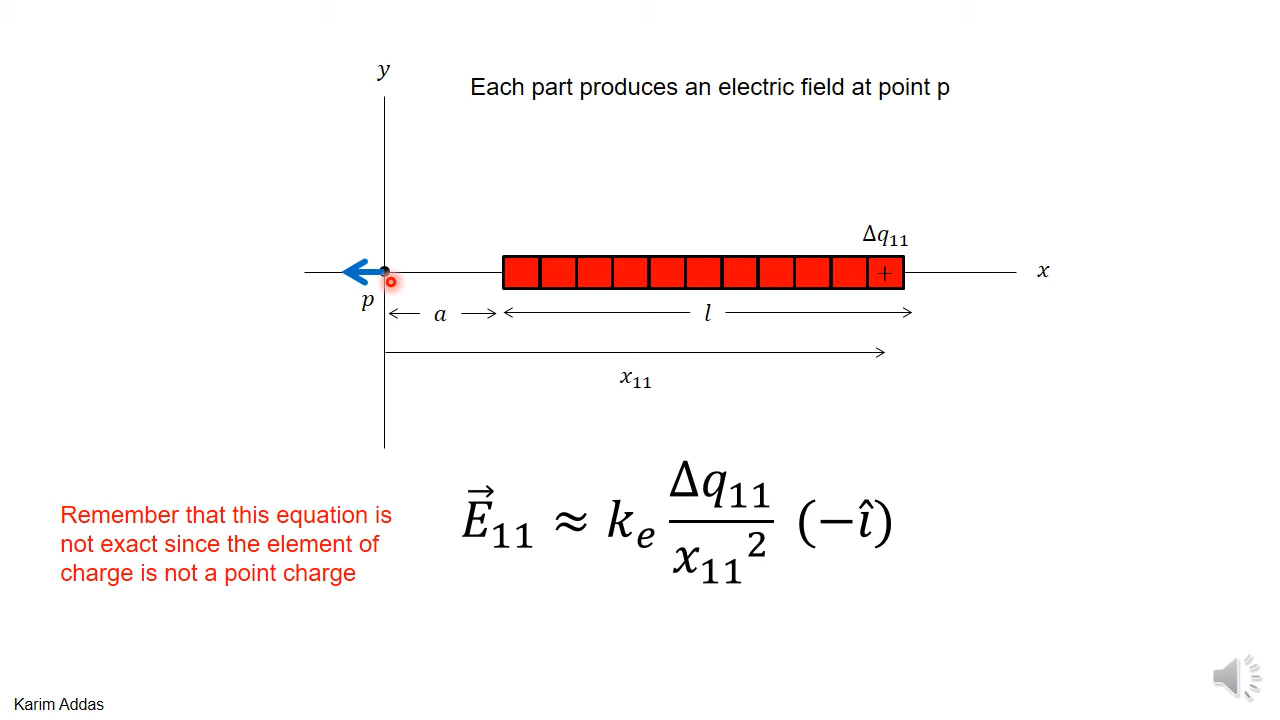 y
Each part produces an electric field at point p
Δq₁₁
+
x
p
a
l
x₁₁
Remember that this equation is
not exact since the element of
charge is not a point charge
E⃗₁₁ ≈ kₑ Δq₁₁ / x₁₁² (−î)
Karim Addas